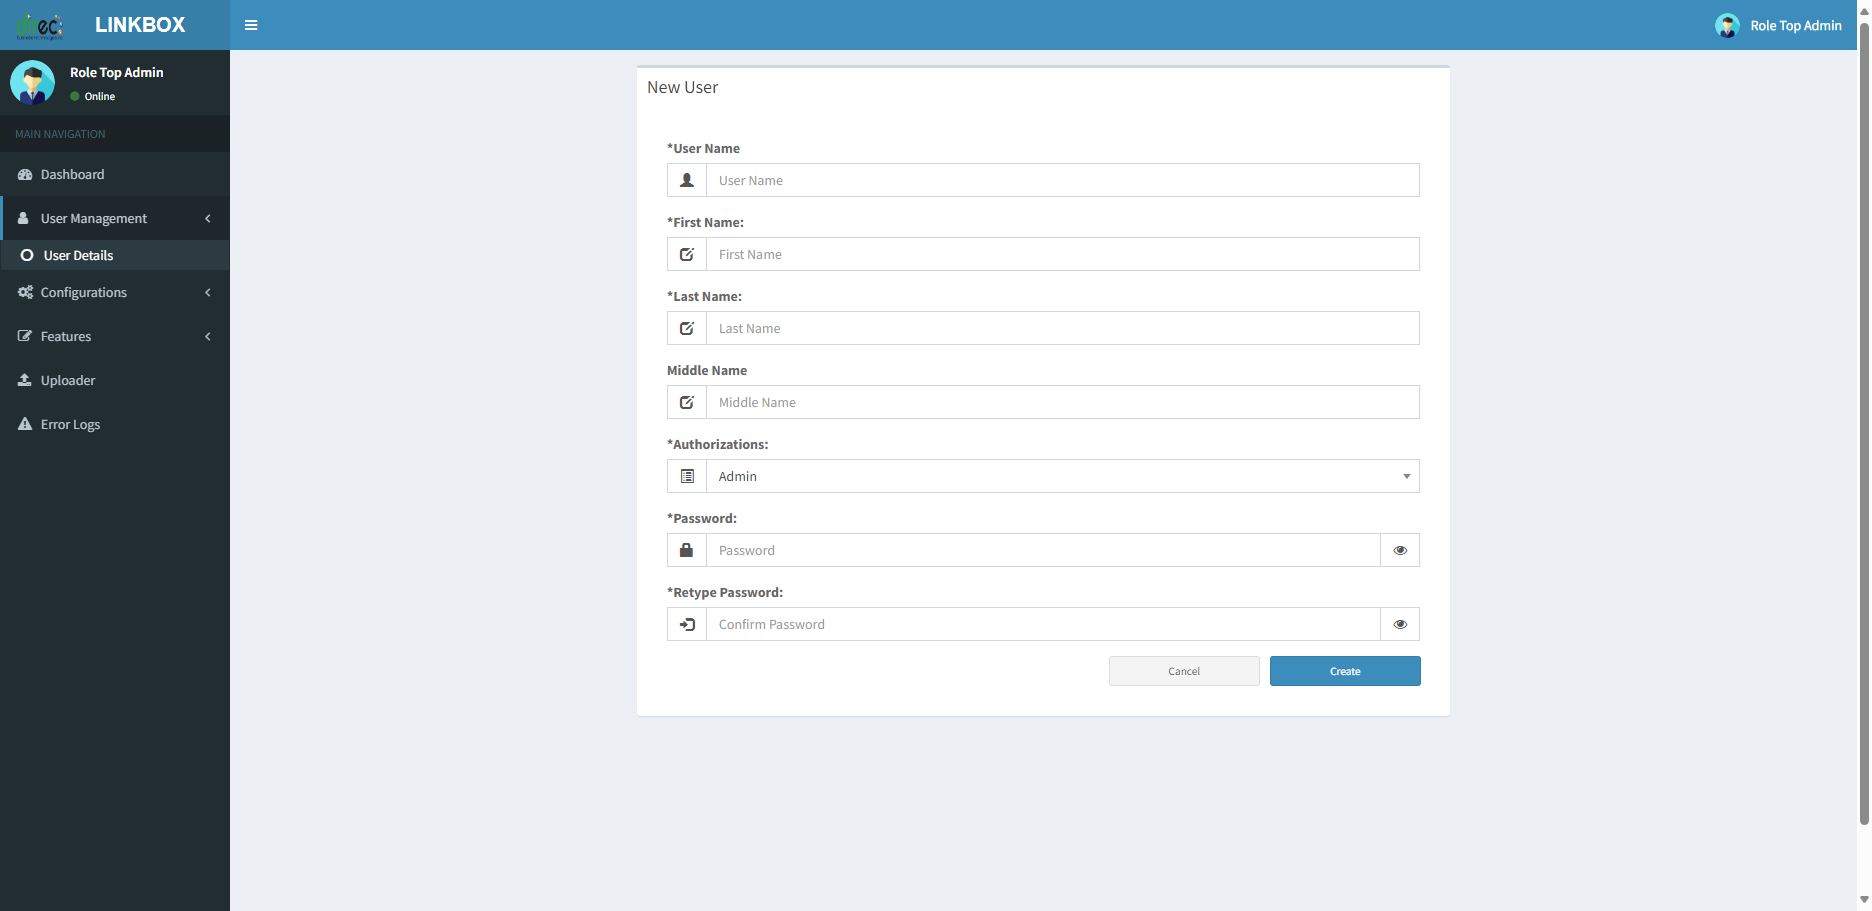 LINKBOX
Role Top Admin
Role Top Admin
Online
MAIN NAVIGATION
Dashboard
User Management
User Details
Configurations
Features
Uploader
Error Logs
New User
*User Name
User Name
*First Name:
First Name
*Last Name:
Last Name
Middle Name
Middle Name
*Authorizations:
Admin
*Password:
Password
*Retype Password:
Confirm Password
Cancel
Create